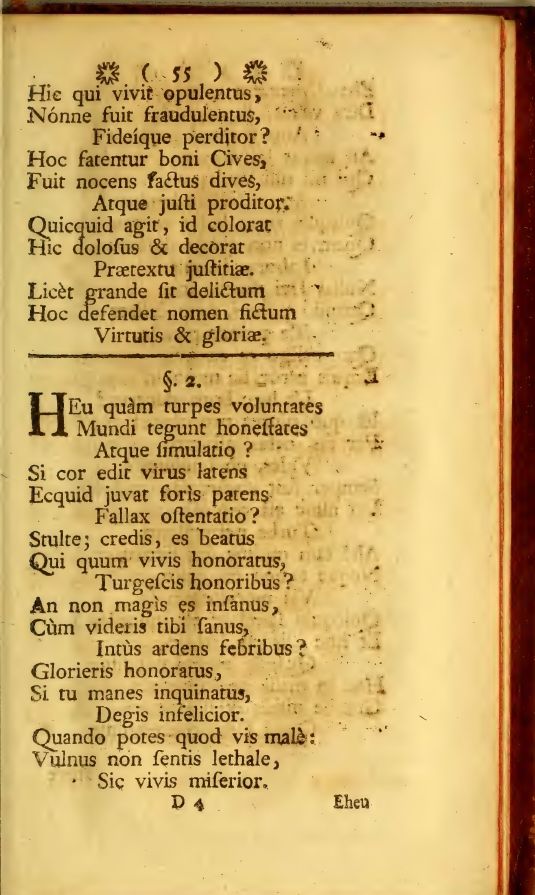 ( 55 )
Hic qui vivit opulentus,
Nónne fuit fraudulentus,
Fideique perditor?
Hoc fatentur boni Cives,
Fuit nocens factus dives,
Atque justi proditor.
Quicquid agit, id colorat
Hic dolosus & decorat
Prætextu justitiæ.
Licèt grande sit delictum
Hoc defendet nomen fictum
Virtutis & gloriæ.
§. 2.
HEu quàm turpes voluntates
Mundi tegunt honestates
Atque simulatio ?
Si cor edit virus latens
Ecquid juvat foris patens
Fallax ostentatio ?
Stulte; credis, es beatus
Qui quum vivis honoratus,
Turgescis honoribus ?
An non magìs es insanus,
Cùm videris tibi sanus,
Intùs ardens febribus ?
Glorieris honoratus,
Si tu manes inquinatus,
Degis infelicior.
Quando potes quod vis malè:
Vulnus non sentis lethale,
Sic vivis miserior.
D 4 Eheu